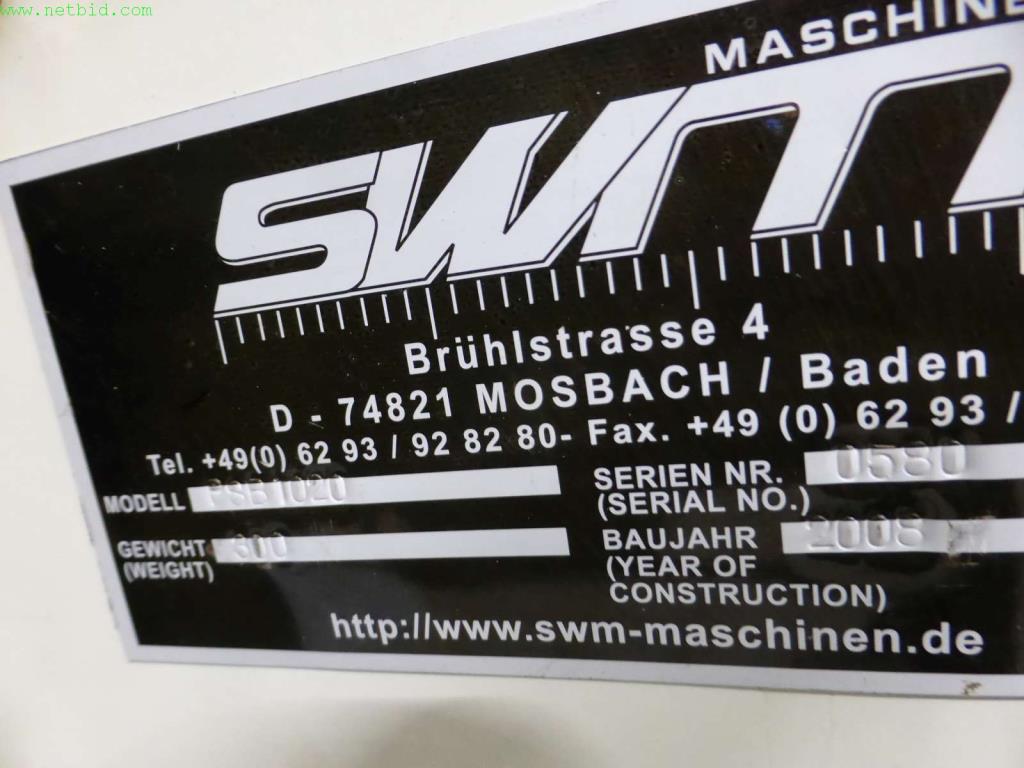 www.netbid.com
MASCHINE
SWM
Brühlstrasse 4
D - 74821 MOSBACH / Baden
Tel. +49(0) 62 93 / 92 82 80- Fax. +49 (0) 62 93 /
MODELL PSB1020
SERIEN NR. 0580
(SERIAL NO.)
GEWICHT 300
(WEIGHT)
BAUJAHR 2008
(YEAR OF
CONSTRUCTION)
http://www.swm-maschinen.de